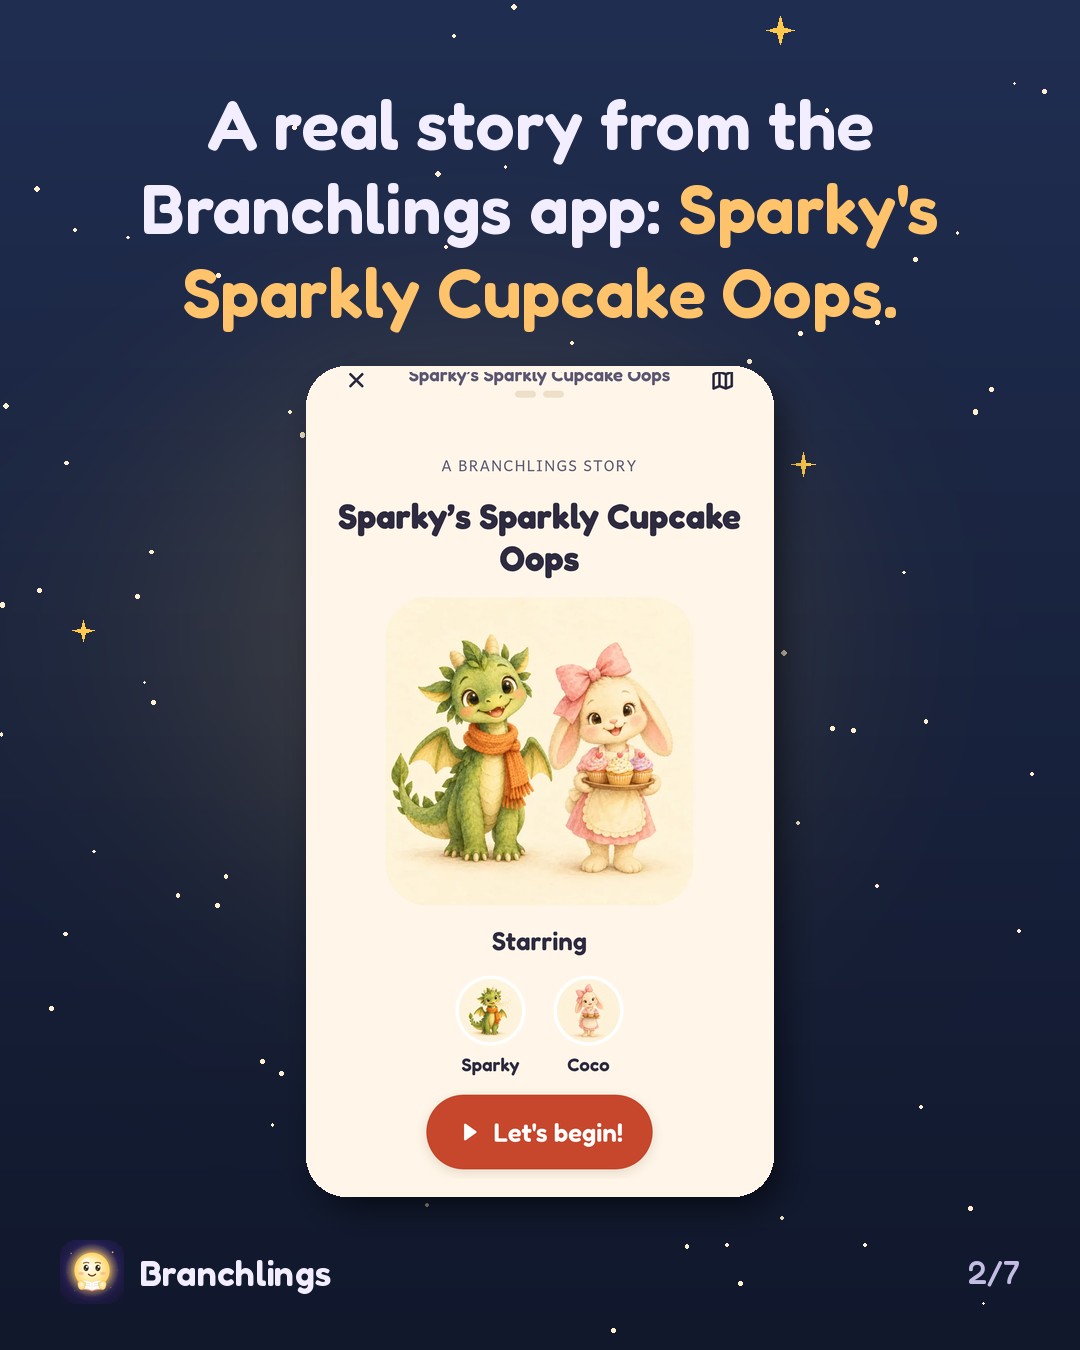 A real story from the
Branchlings app: Sparky's
Sparkly Cupcake Oops.
Sparky's Sparkly Cupcake Oops
A BRANCHLINGS STORY
Sparky’s Sparkly Cupcake
Oops
Starring
Sparky Coco
Let's begin!
Branchlings
2/7